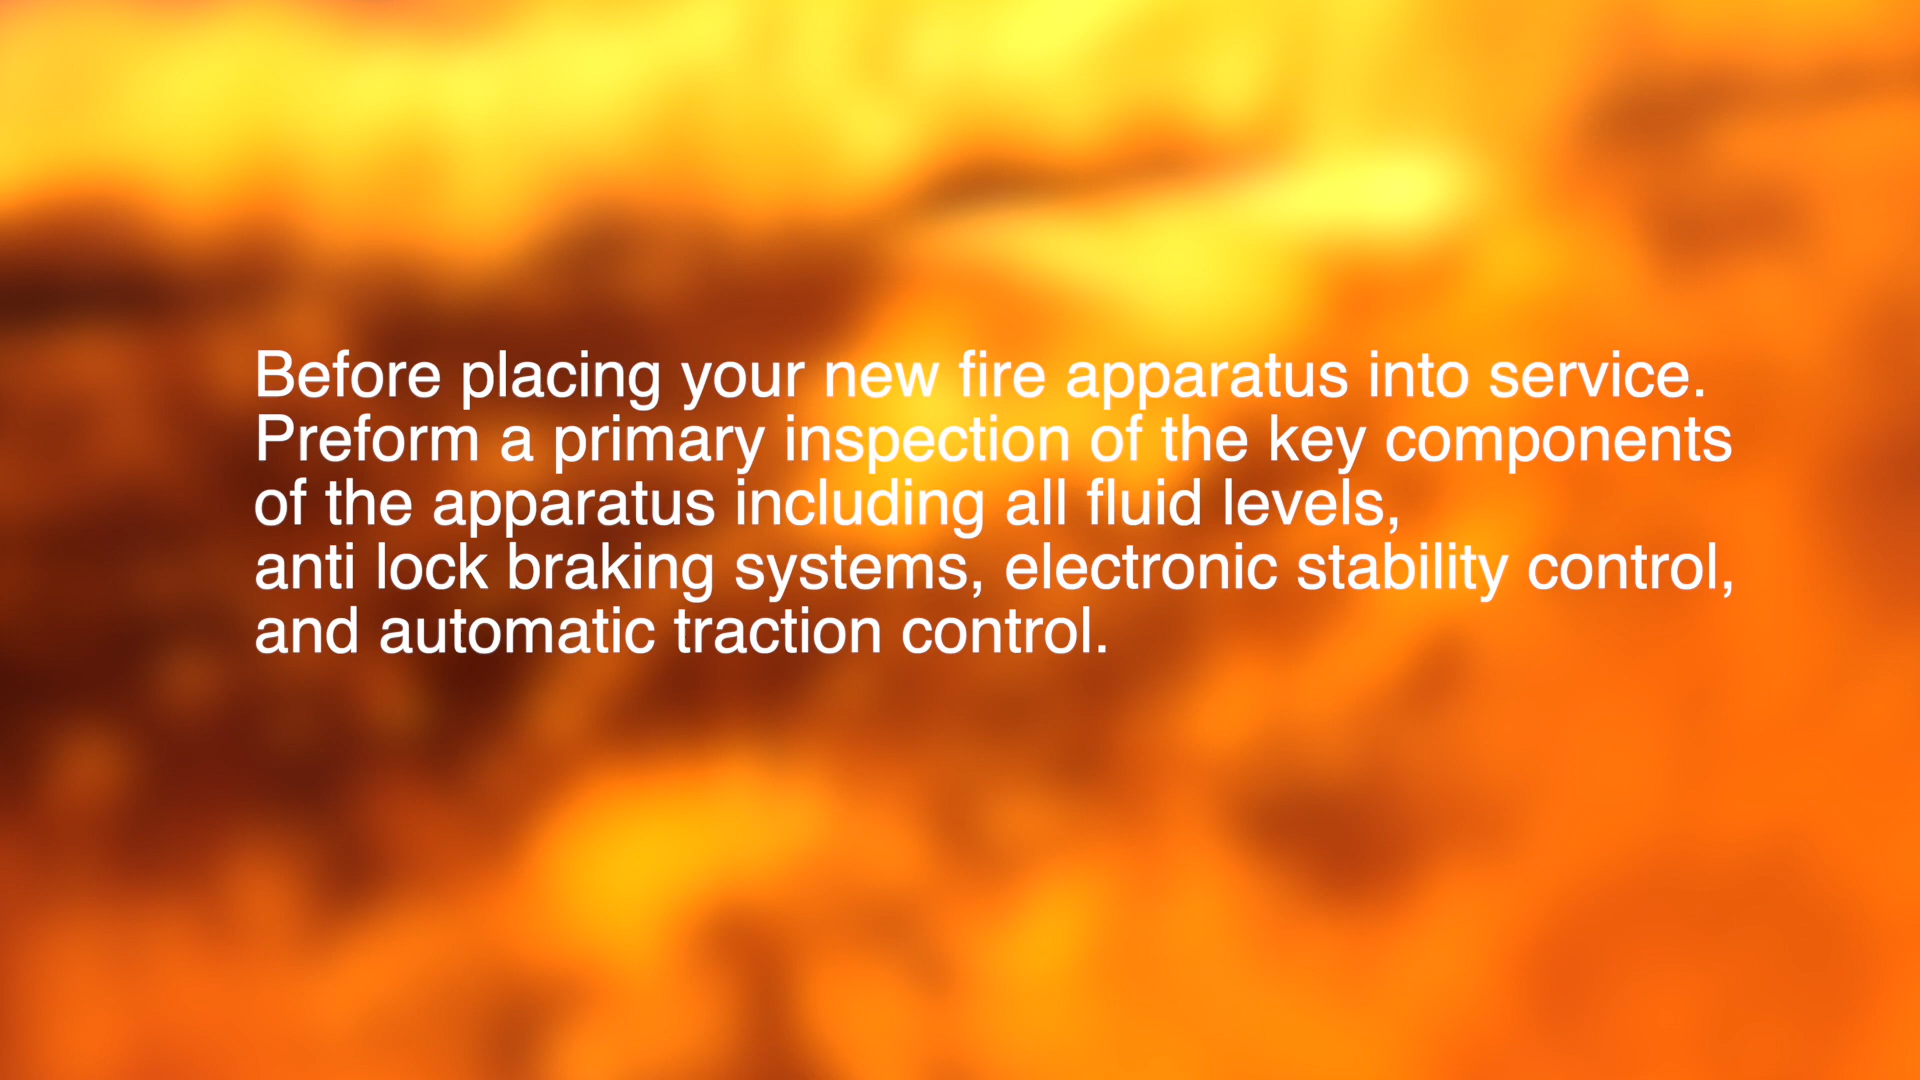 Before placing your new fire apparatus into service.
Preform a primary inspection of the key components
of the apparatus including all fluid levels,
anti lock braking systems, electronic stability control,
and automatic traction control.